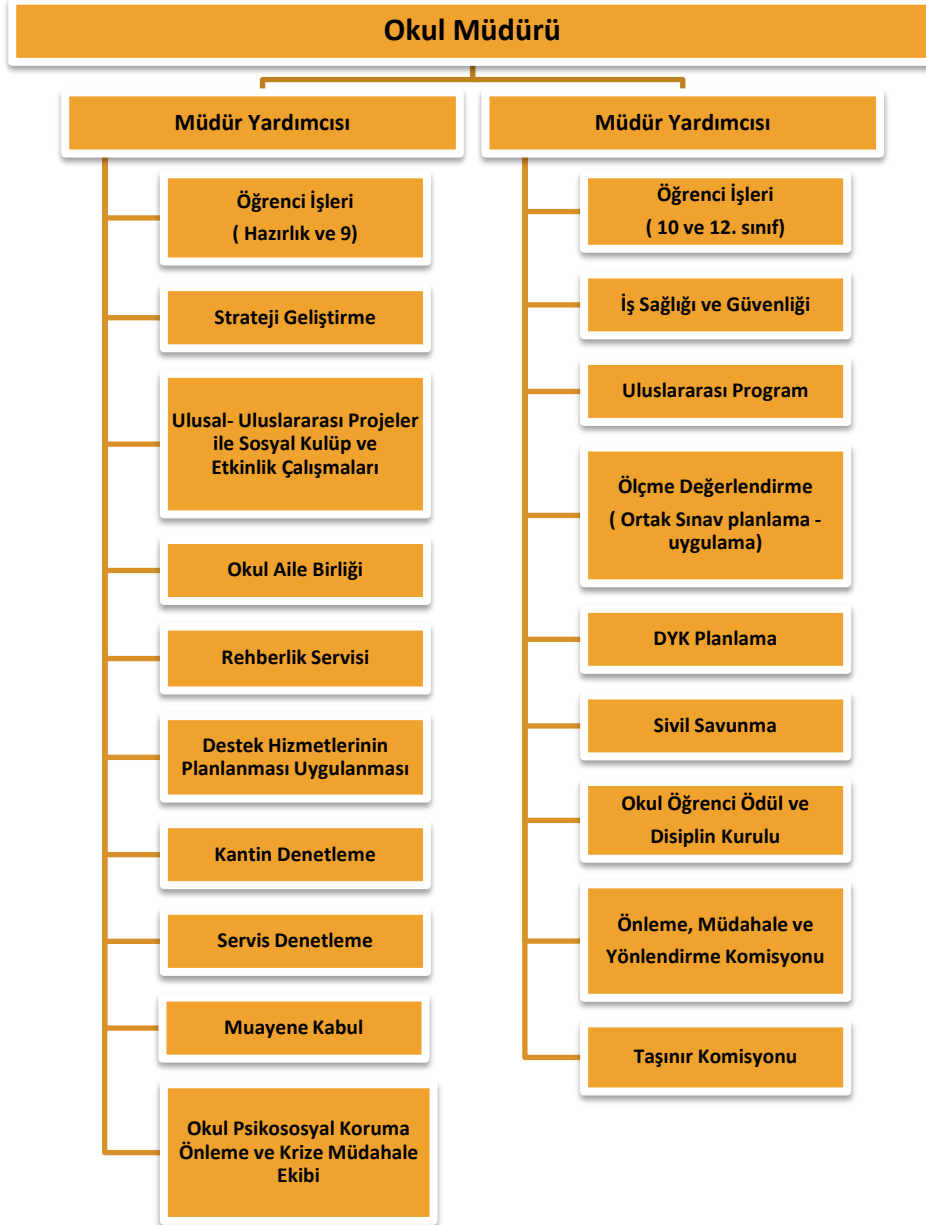 Okul Müdürü
Müdür Yardımcısı
Öğrenci İşleri
( Hazırlık ve 9)
Strateji Geliştirme
Ulusal- Uluslararası Projeler
ile Sosyal Kulüp ve
Etkinlik Çalışmaları
Okul Aile Birliği
Rehberlik Servisi
Destek Hizmetlerinin
Planlanması Uygulanması
Kantin Denetleme
Servis Denetleme
Muayene Kabul
Okul Psikososyal Koruma
Önleme ve Krize Müdahale
Ekibi
Müdür Yardımcısı
Öğrenci İşleri
( 10 ve 12. sınıf)
İş Sağlığı ve Güvenliği
Uluslararası Program
Ölçme Değerlendirme
( Ortak Sınav planlama -
uygulama)
DYK Planlama
Sivil Savunma
Okul Öğrenci Ödül ve
Disiplin Kurulu
Önleme, Müdahale ve
Yönlendirme Komisyonu
Taşınır Komisyonu